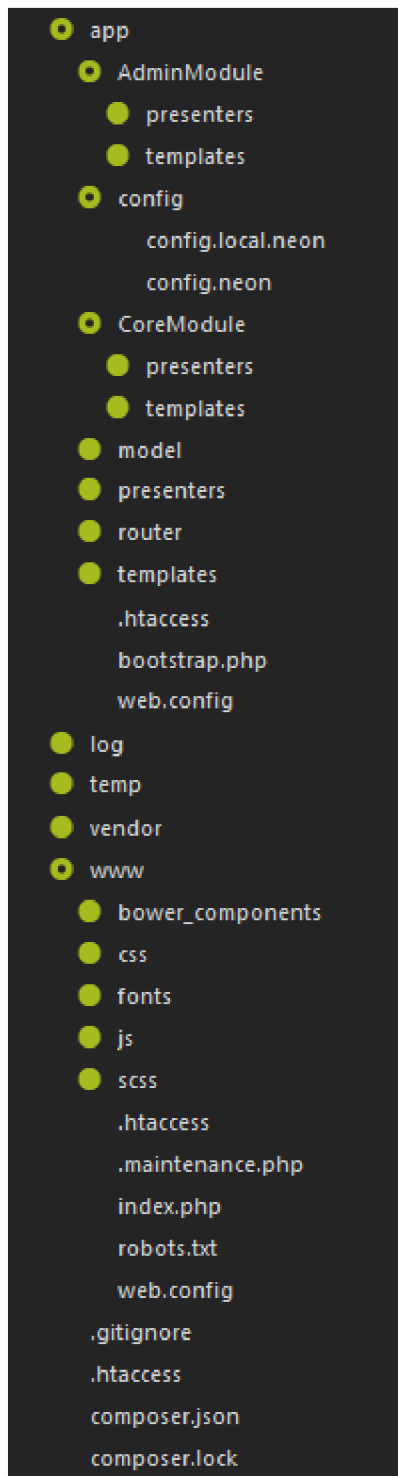 app
AdminModule
presenters
templates
config
config.local.neon
config.neon
CoreModule
presenters
templates
model
presenters
router
templates
.htaccess
bootstrap.php
web.config
log
temp
vendor
www
bower_components
css
fonts
js
scss
.htaccess
.maintenance.php
index.php
robots.txt
web.config
.gitignore
.htaccess
composer.json
composer.lock